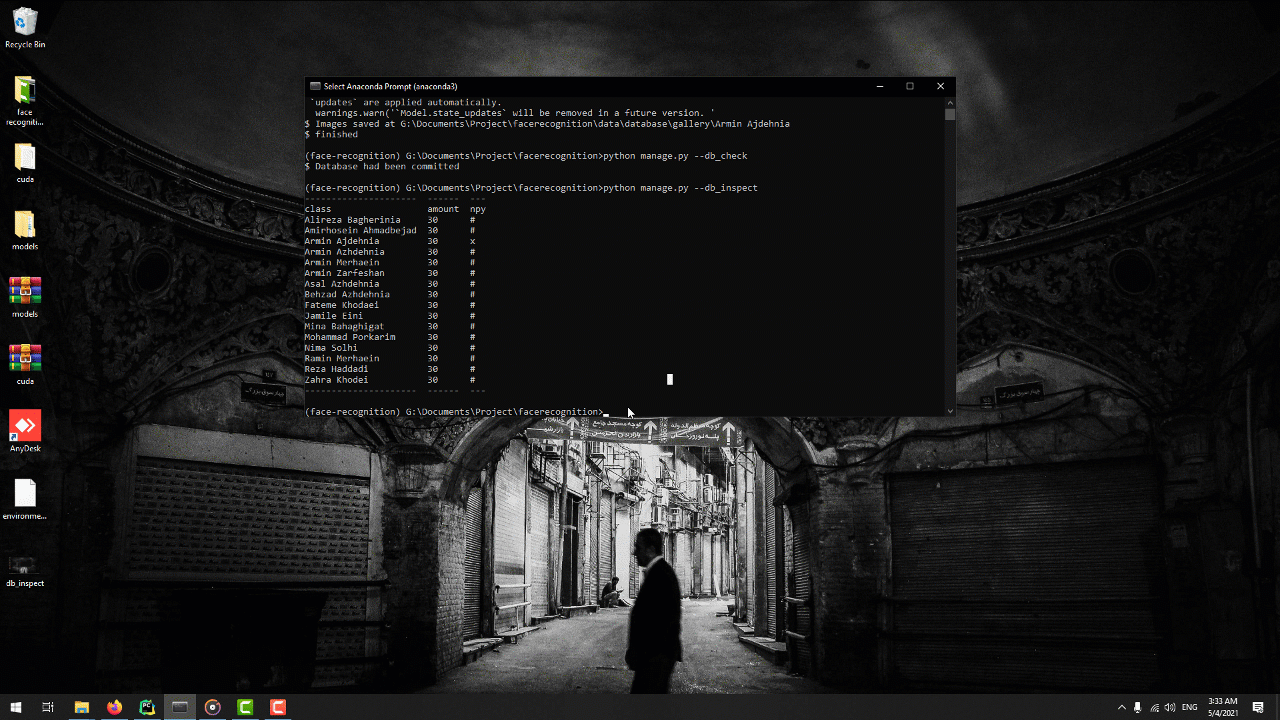 Recycle Bin
face
recogniti...
cuda
models
models
cuda
AnyDesk
environme...
db_inspect
Select Anaconda Prompt (anaconda3)
`updates` are applied automatically.
warnings.warn('`Model.state_updates` will be removed in a future version. '
$ Images saved at G:\Documents\Project\facerecognition\data\database\gallery\Armin Ajdehnia
$ finished
(face-recognition) G:\Documents\Project\facerecognition>python manage.py --db_check
$ Database had been committed
(face-recognition) G:\Documents\Project\facerecognition>python manage.py --db_inspect
--------------------- ------ ---
class amount npy
Alireza Bagherinia 30 #
Amirhosein Ahmadbejad 30 #
Armin Ajdehnia 30 x
Armin Azhdehnia 30 #
Armin Merhaein 30 #
Armin Zarfeshan 30 #
Asal Azhdehnia 30 #
Behzad Azhdehnia 30 #
Fateme Khodaei 30 #
Jamile Eini 30 #
Mina Bahaghigat 30 #
Mohammad Porkarim 30 #
Nima Solhi 30 #
Ramin Merhaein 30 #
Reza Haddadi 30 #
Zahra Khodei 30 #
--------------------- ------ ---
(face-recognition) G:\Documents\Project\facerecognition>_
کوچه مسجد جامع
PC
ENG
3:33 AM
5/4/2021